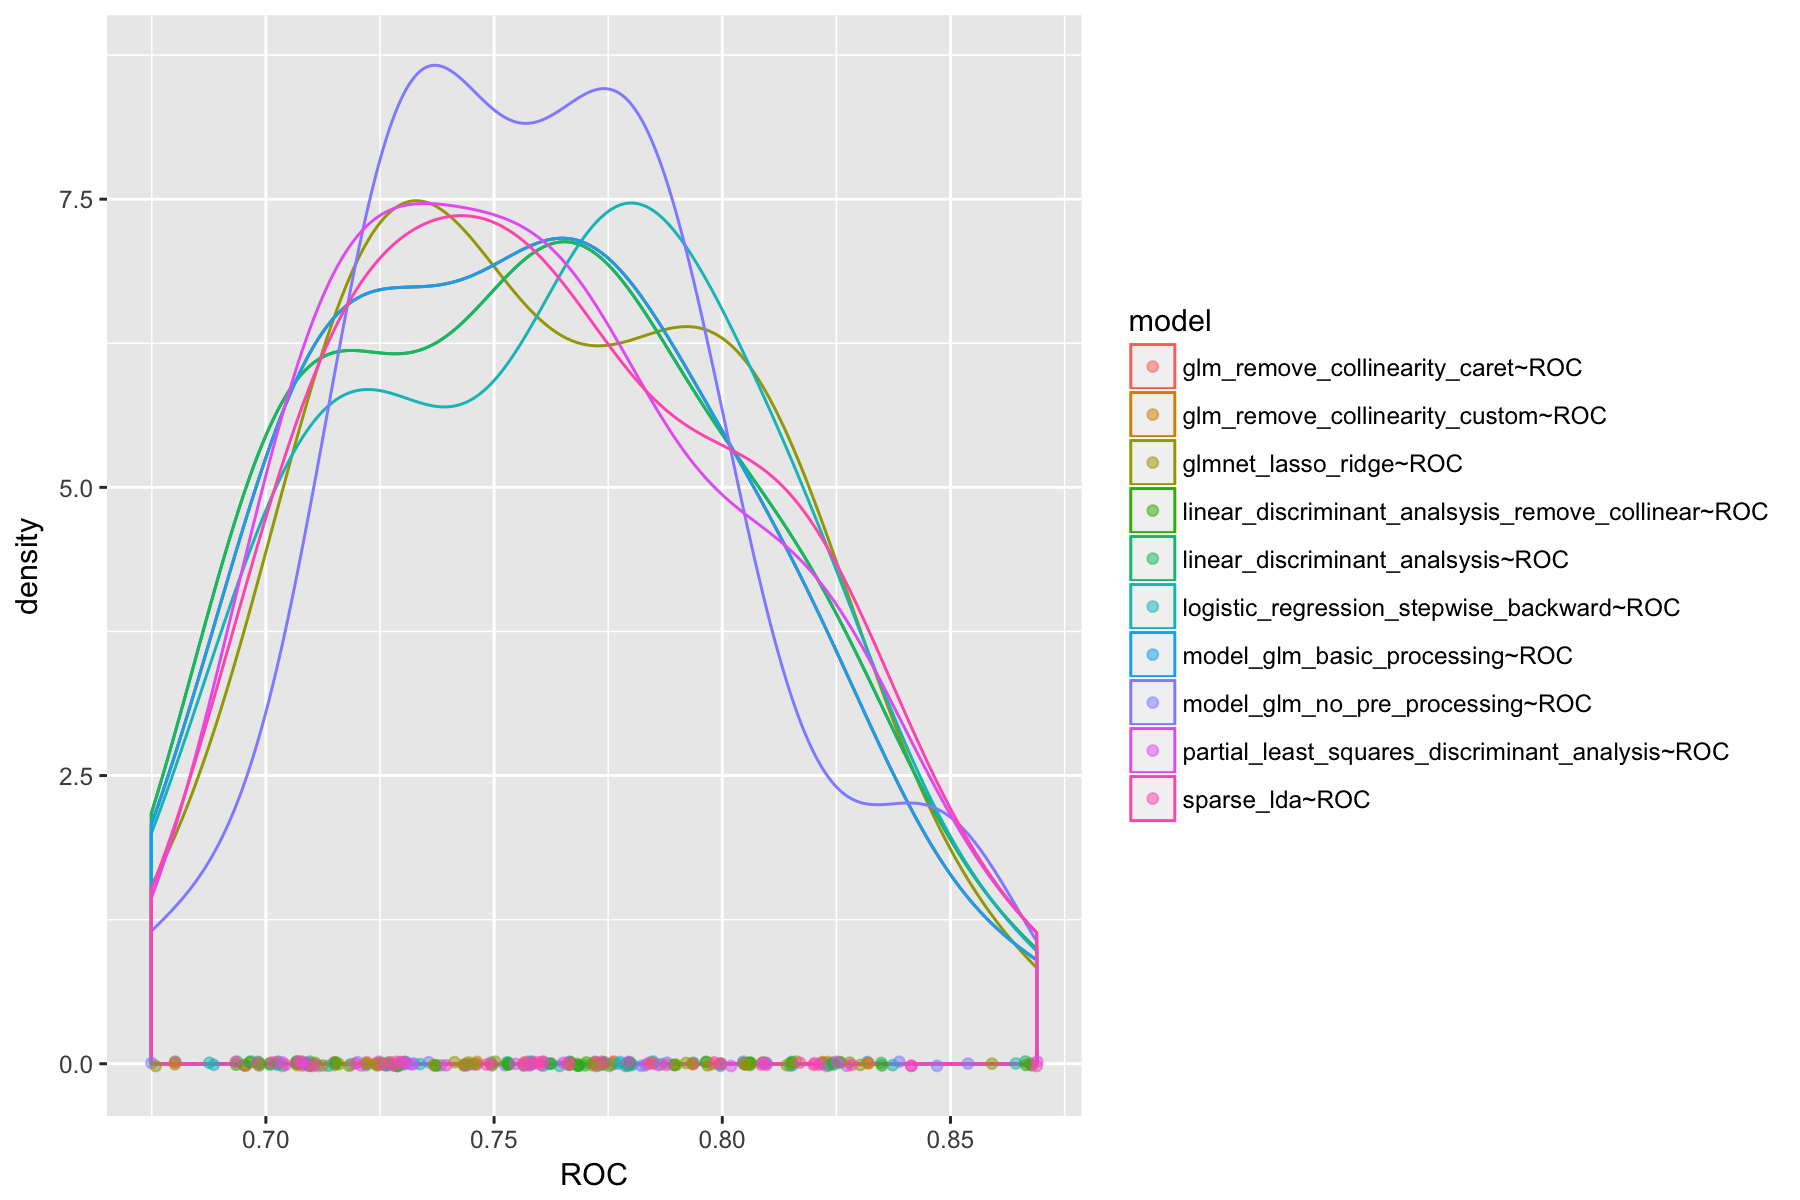 density
7.5
5.0
2.5
0.0
0.70
0.75
0.80
0.85
ROC
model
glm_remove_collinearity_caret~ROC
glm_remove_collinearity_custom~ROC
glmnet_lasso_ridge~ROC
linear_discriminant_analsysis_remove_collinear~ROC
linear_discriminant_analsysis~ROC
logistic_regression_stepwise_backward~ROC
model_glm_basic_processing~ROC
model_glm_no_pre_processing~ROC
partial_least_squares_discriminant_analysis~ROC
sparse_lda~ROC